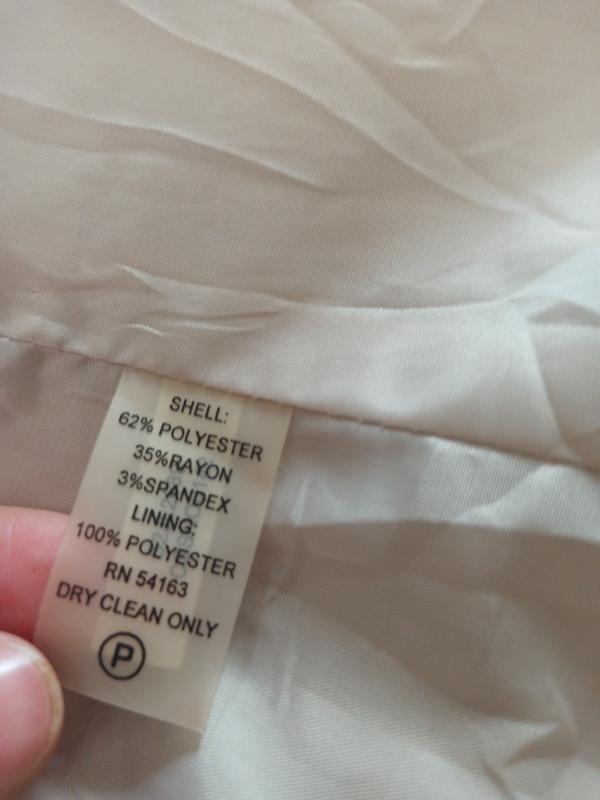 SHELL:
62% POLYESTER
35%RAYON
3%SPANDEX
LINING:
100% POLYESTER
RN 54163
DRY CLEAN ONLY
P